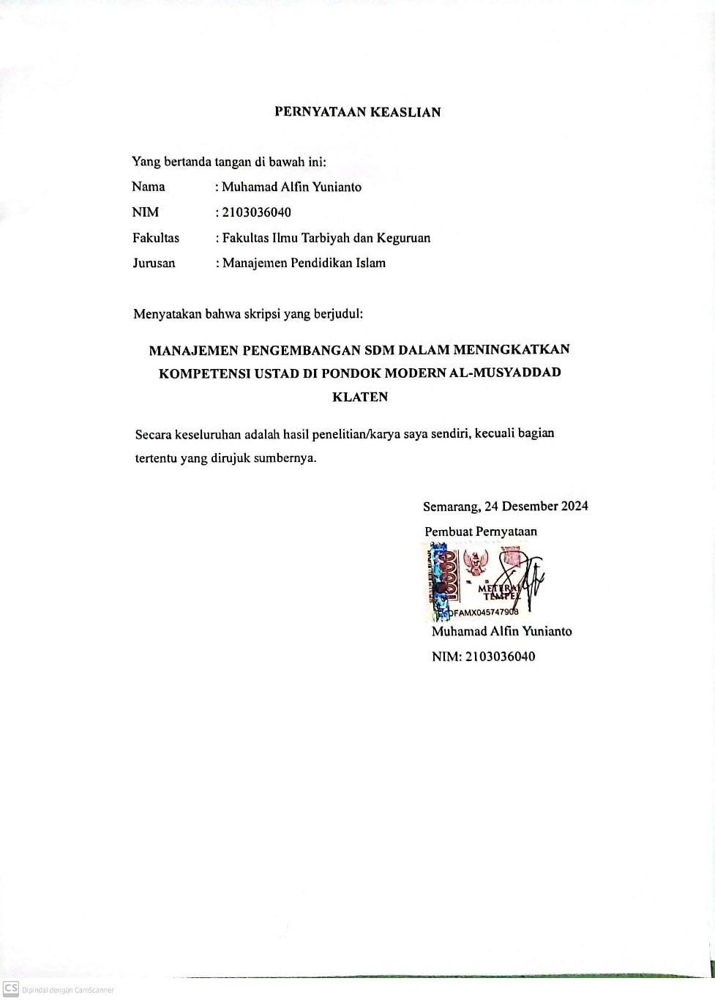 PERNYATAAN KEASLIAN
Yang bertanda tangan di bawah ini:
Nama : Muhamad Alfin Yunianto
NIM : 2103036040
Fakultas : Fakultas Ilmu Tarbiyah dan Keguruan
Jurusan : Manajemen Pendidikan Islam
Menyatakan bahwa skripsi yang berjudul:
MANAJEMEN PENGEMBANGAN SDM DALAM MENINGKATKAN
KOMPETENSI USTAD DI PONDOK MODERN AL-MUSYADDAD
KLATEN
Secara keseluruhan adalah hasil penelitian/karya saya sendiri, kecuali bagian
tertentu yang dirujuk sumbernya.
Semarang, 24 Desember 2024
Pembuat Pernyataan
10000
METERAI
TEMPEL
DFAMX045747908
Muhamad Alfin Yunianto
NIM: 2103036040
CS Dipindai dengan CamScanner